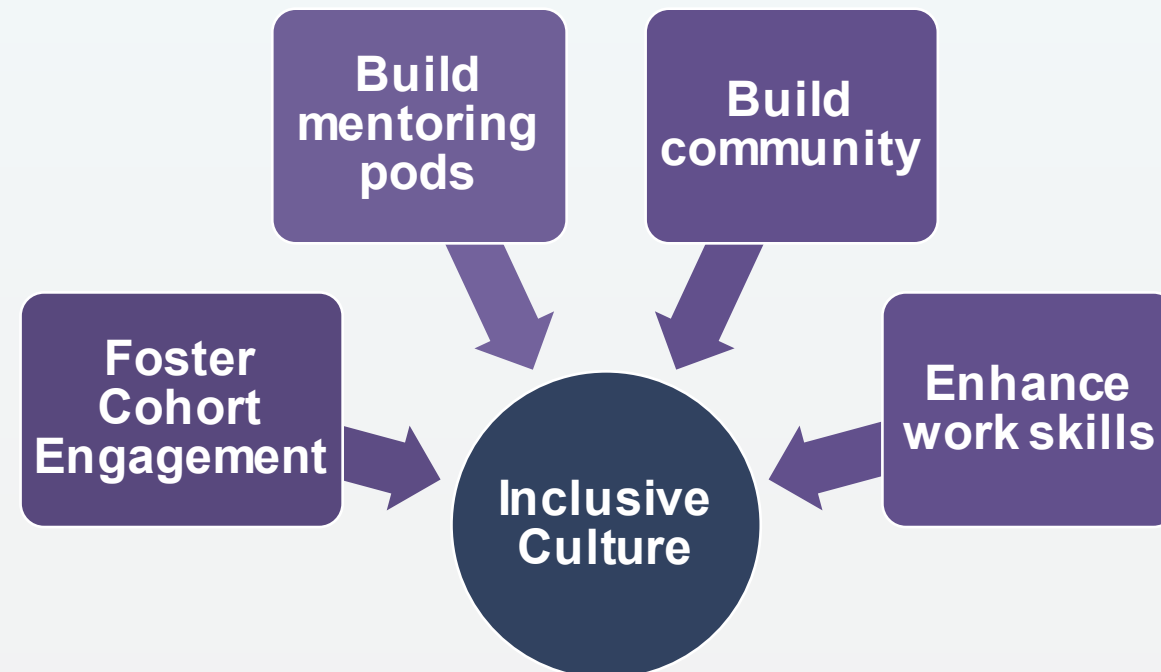 Build
mentoring
pods
Build
community
Foster
Cohort
Engagement
Enhance
work skills
Inclusive
Culture